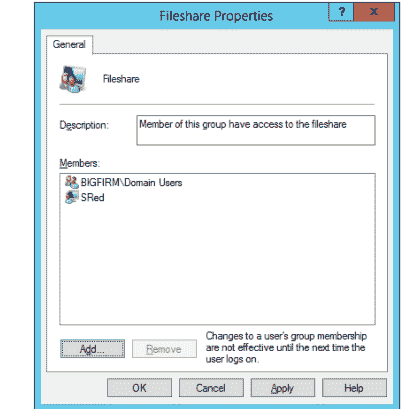 Fileshare Properties
? x
General
Fileshare
Description: Member of this group have access to the fileshare
Members:
BIGFIRM\Domain Users
SRed
Add... Remove
Changes to a user's group membership
are not effective until the next time the
user logs on.
OK Cancel Apply Help